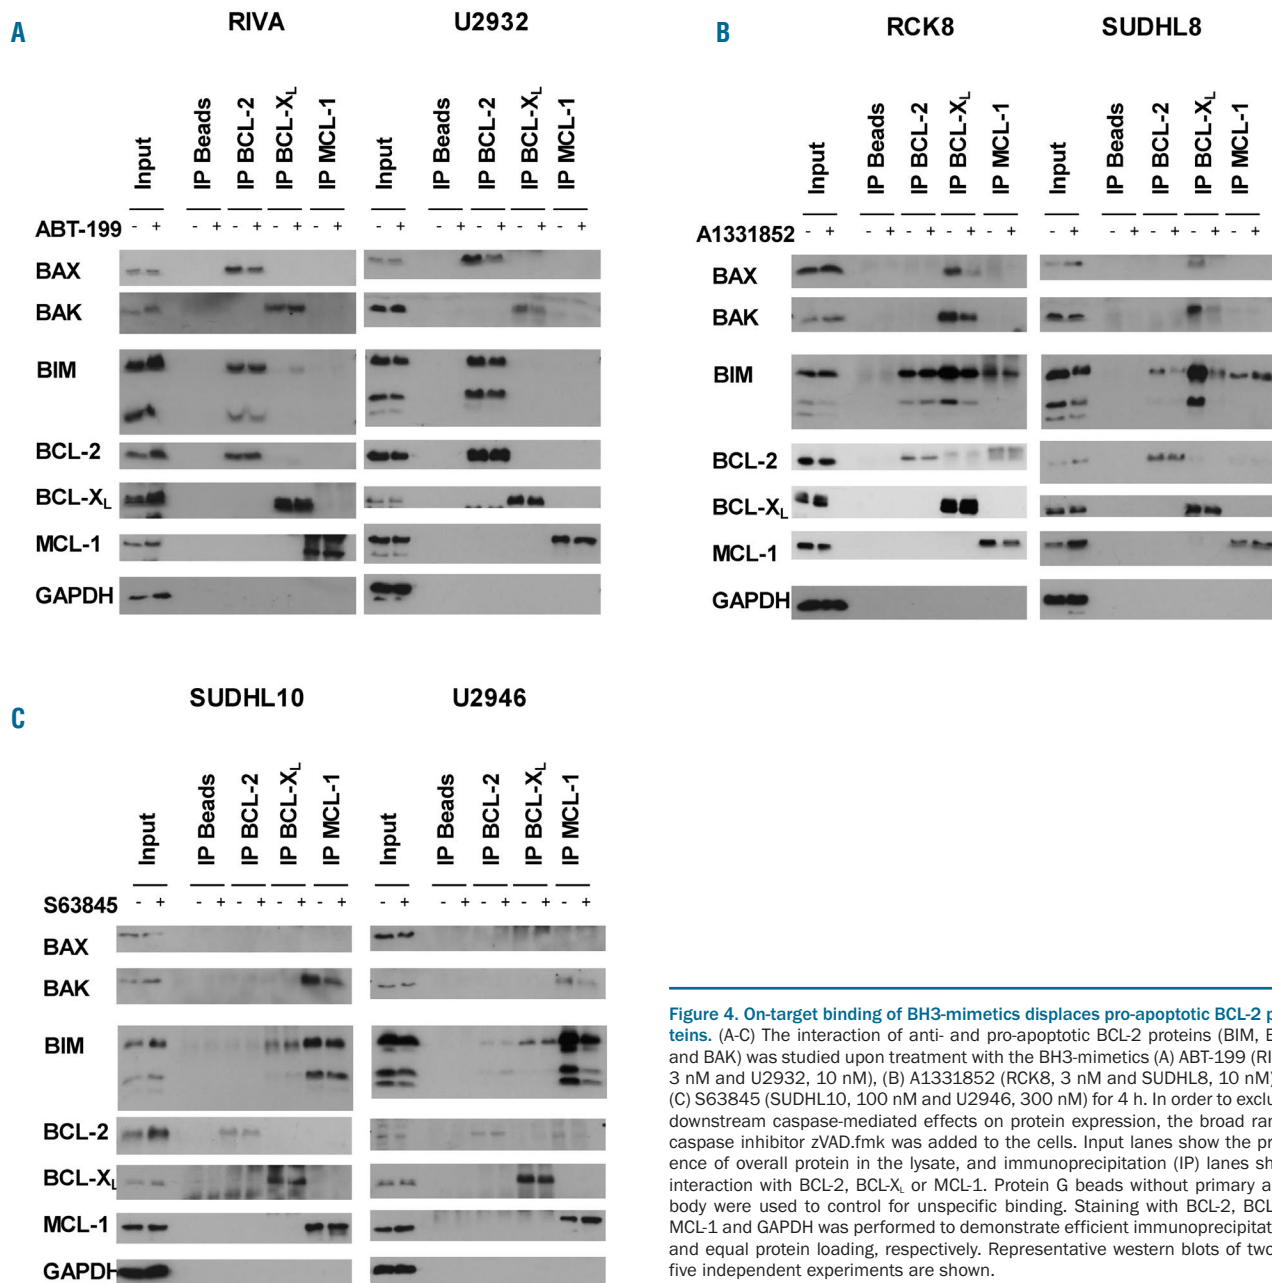 A
RIVA
U2932
Input
IP Beads
IP BCL-2
IP BCL-XL
IP MCL-1
Input
IP Beads
IP BCL-2
IP BCL-XL
IP MCL-1
ABT-199 - + - + - + - + - + - + - + - + - + - +
BAX
BAK
BIM
BCL-2
BCL-XL
MCL-1
GAPDH
B
RCK8
SUDHL8
Input
IP Beads
IP BCL-2
IP BCL-XL
IP MCL-1
Input
IP Beads
IP BCL-2
IP BCL-XL
IP MCL-1
A1331852 - + - + - + - + - + - + - + - + - + - +
BAX
BAK
BIM
BCL-2
BCL-XL
MCL-1
GAPDH
C
SUDHL10
U2946
Input
IP Beads
IP BCL-2
IP BCL-XL
IP MCL-1
Input
IP Beads
IP BCL-2
IP BCL-XL
IP MCL-1
S63845 - + - + - + - + - + - + - + - + - + - +
BAX
BAK
BIM
BCL-2
BCL-XL
MCL-1
GAPDH
Figure 4. On-target binding of BH3-mimetics displaces pro-apoptotic BCL-2 p
teins. (A-C) The interaction of anti- and pro-apoptotic BCL-2 proteins (BIM, B
and BAK) was studied upon treatment with the BH3-mimetics (A) ABT-199 (RI
3 nM and U2932, 10 nM), (B) A1331852 (RCK8, 3 nM and SUDHL8, 10 nM)
(C) S63845 (SUDHL10, 100 nM and U2946, 300 nM) for 4 h. In order to exclu
downstream caspase-mediated effects on protein expression, the broad ran
caspase inhibitor zVAD.fmk was added to the cells. Input lanes show the pr
ence of overall protein in the lysate, and immunoprecipitation (IP) lanes sh
interaction with BCL-2, BCL-XL or MCL-1. Protein G beads without primary a
body were used to control for unspecific binding. Staining with BCL-2, BCL
MCL-1 and GAPDH was performed to demonstrate efficient immunoprecipitat
and equal protein loading, respectively. Representative western blots of two
five independent experiments are shown.